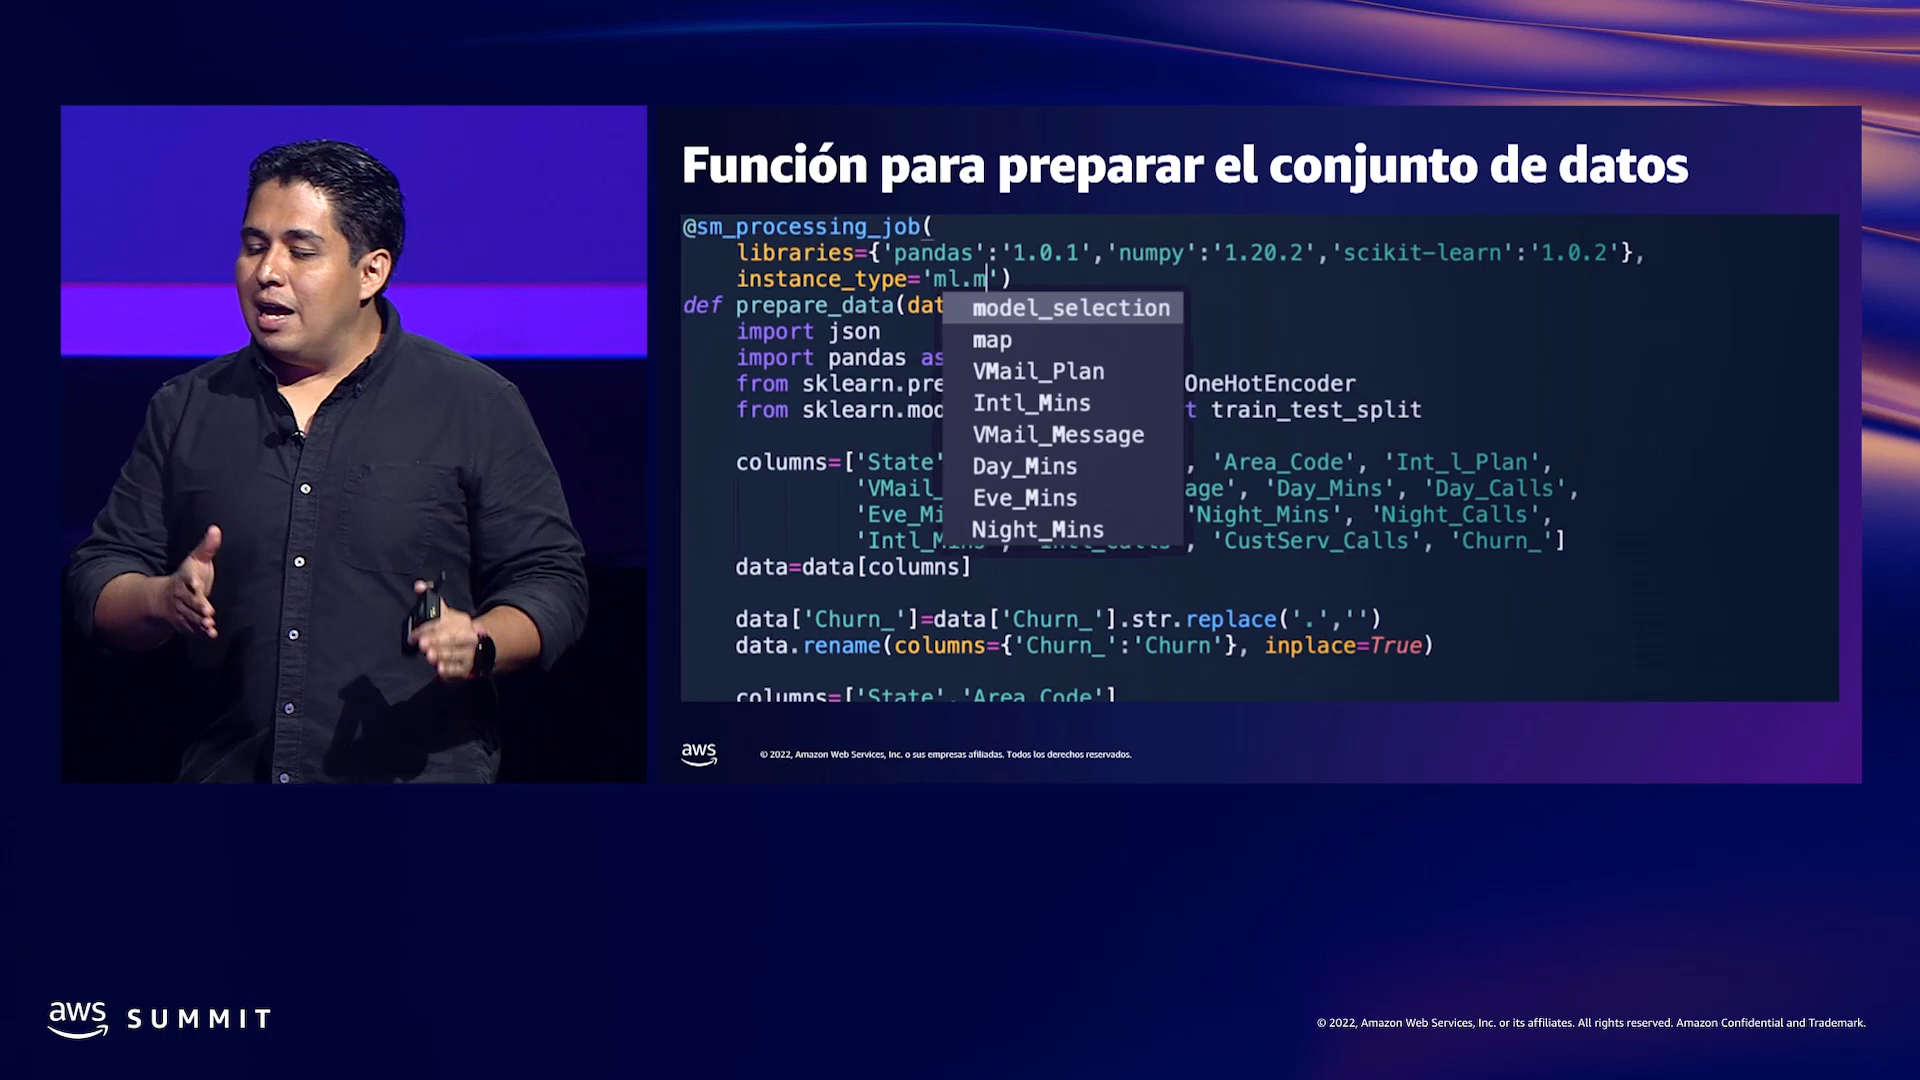 Función para preparar el conjunto de datos
@sm_processing_job(
libraries={'pandas':'1.0.1','numpy':'1.20.2','scikit-learn':'1.0.2'},
instance_type='ml.m')
def prepare_data(dat
model_selection
map
VMail_Plan
Intl_Mins
VMail_Message
Day_Mins
Eve_Mins
Night_Mins
import json
import pandas as
from sklearn.pre OneHotEncoder
from sklearn.mod t train_test_split
columns=['State' , 'Area_Code', 'Int_l_Plan',
'VMail_ age', 'Day_Mins', 'Day_Calls',
'Eve_Mi 'Night_Mins', 'Night_Calls',
'Intl_Mins', 'Intl_Calls', 'CustServ_Calls', 'Churn_']
data=data[columns]
data['Churn_']=data['Churn_'].str.replace('.','')
data.rename(columns={'Churn_':'Churn'}, inplace=True)
columns=['State','Area_Code']
aws
© 2022, Amazon Web Services, Inc. o sus empresas afiliadas. Todos los derechos reservados.
aws SUMMIT
© 2022, Amazon Web Services, Inc. or its affiliates. All rights reserved. Amazon Confidential and Trademark.